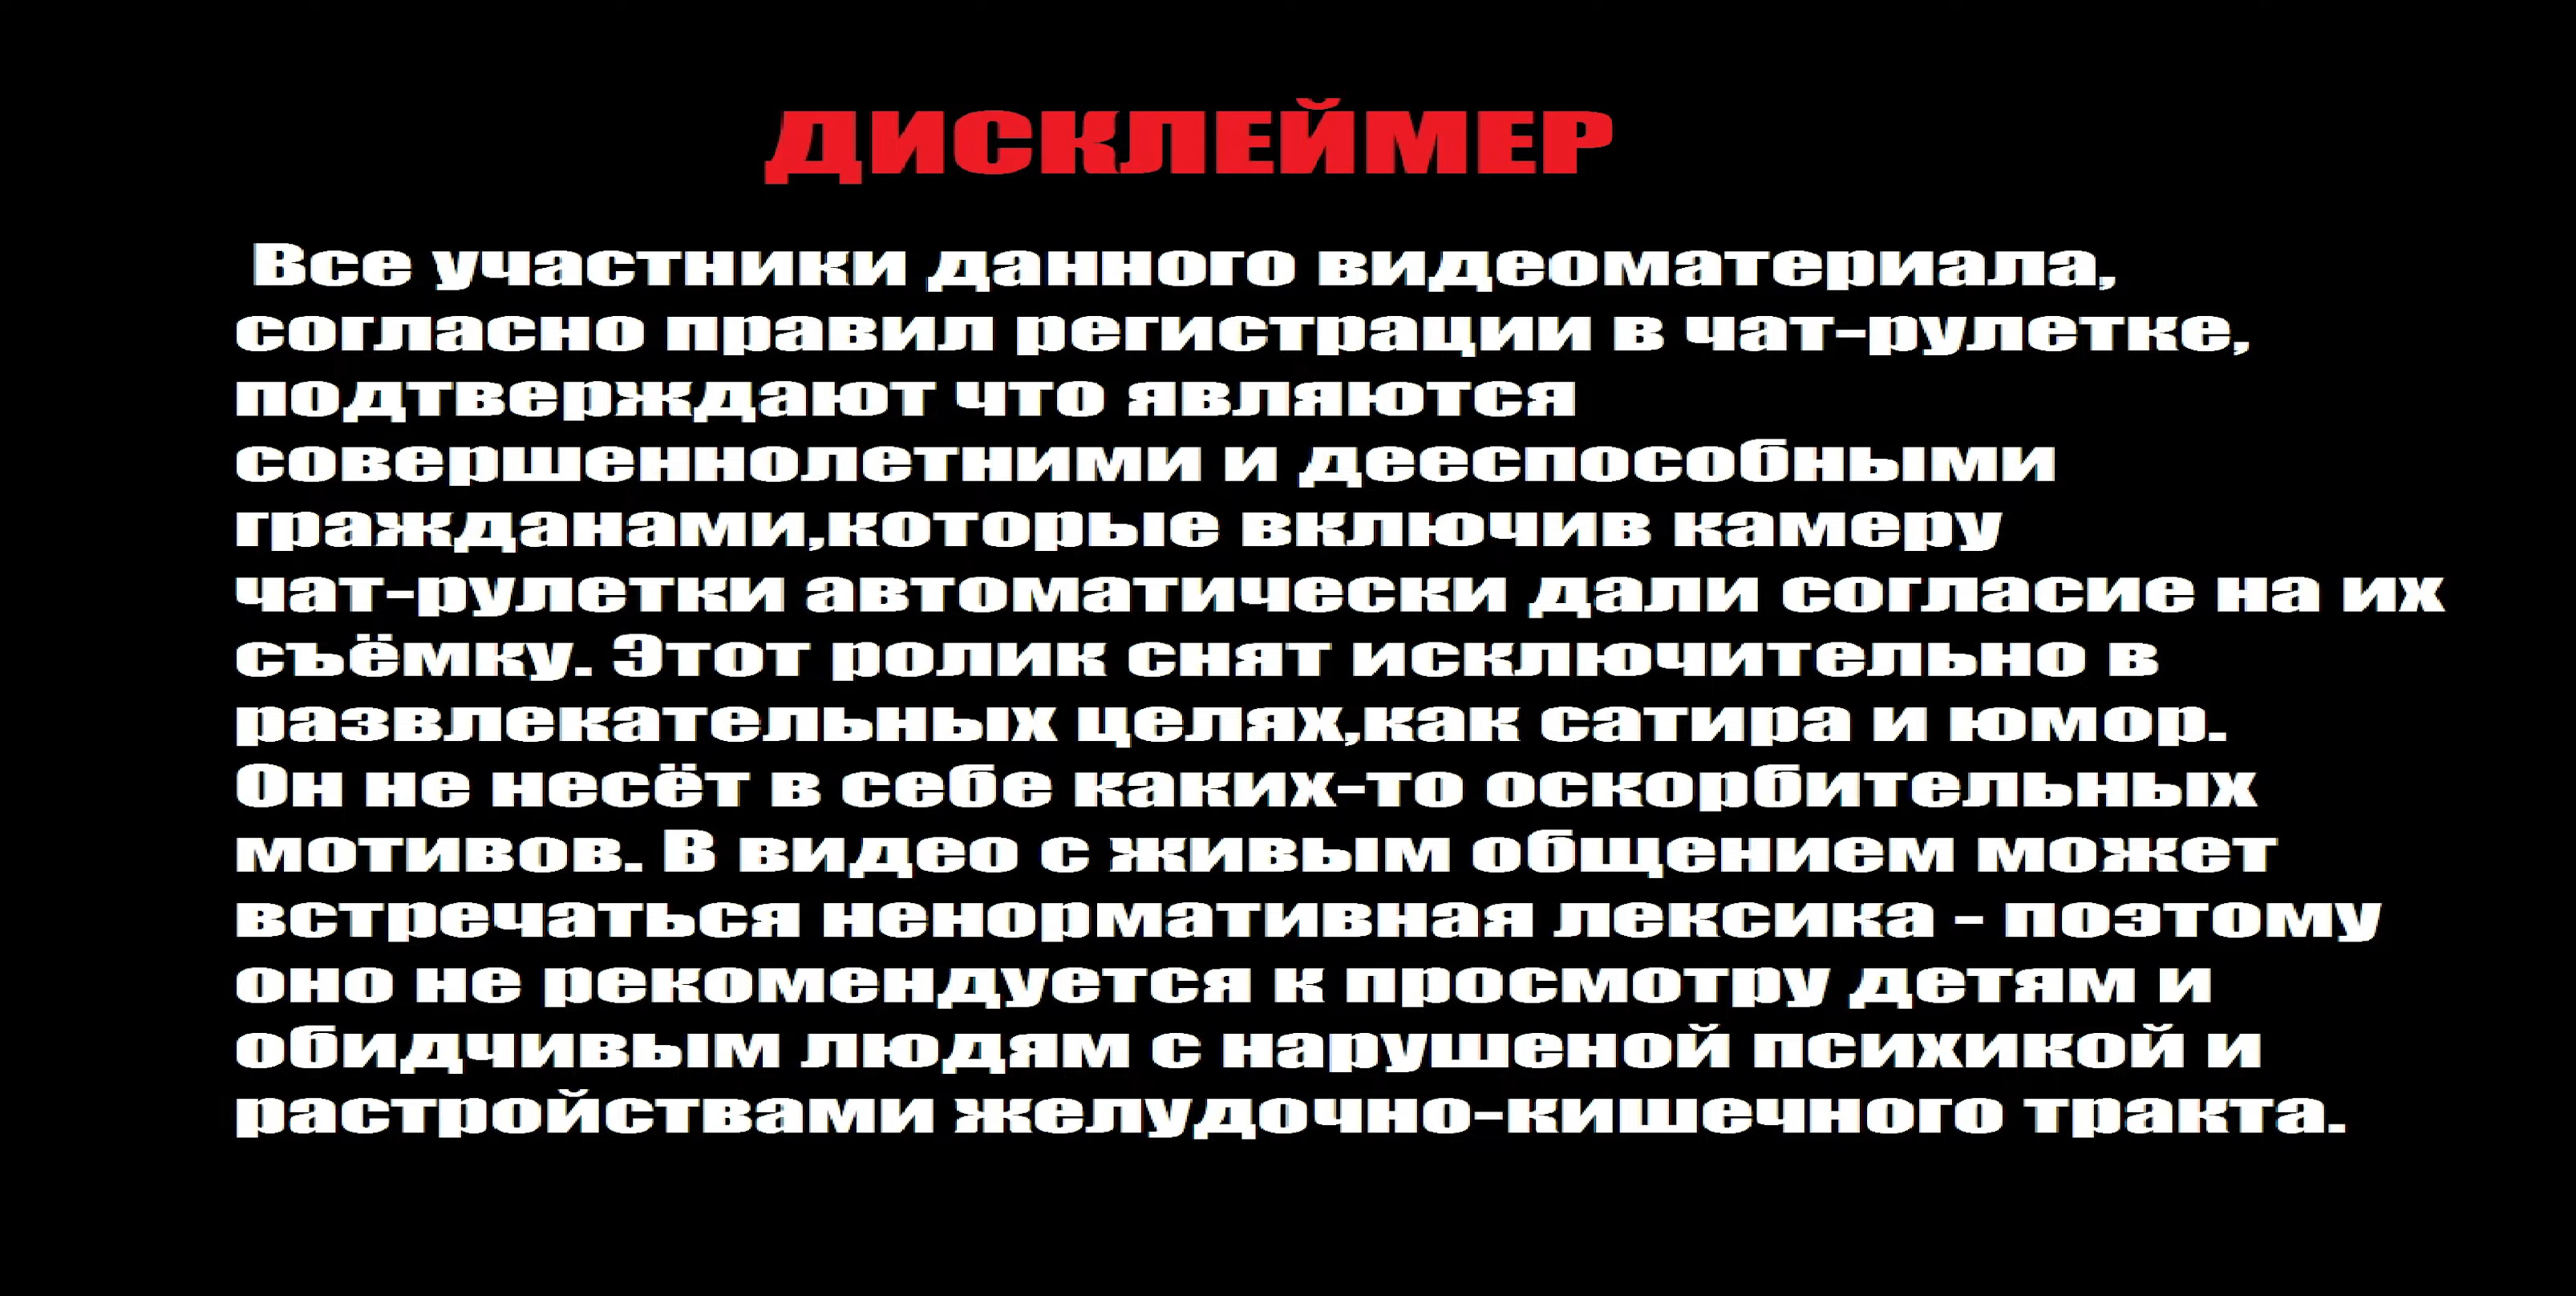 ДИСКЛЕЙМЕР
Все участники данного видеоматериала,
согласно правил регистрации в чат-рулетке,
подтверждают что являются
совершеннолетними и дееспособными
гражданами,которые включив камеру
чат-рулетки автоматически дали согласие на их
съёмку. Этот ролик снят исключительно в
развлекательных целях,как сатира и юмор.
Он не несёт в себе каких-то оскорбительных
мотивов. В видео с живым общением может
встречаться ненормативная лексика - поэтому
оно не рекомендуется к просмотру детям и
обидчивым людям с нарушеной психикой и
растройствами желудочно-кишечного тракта.